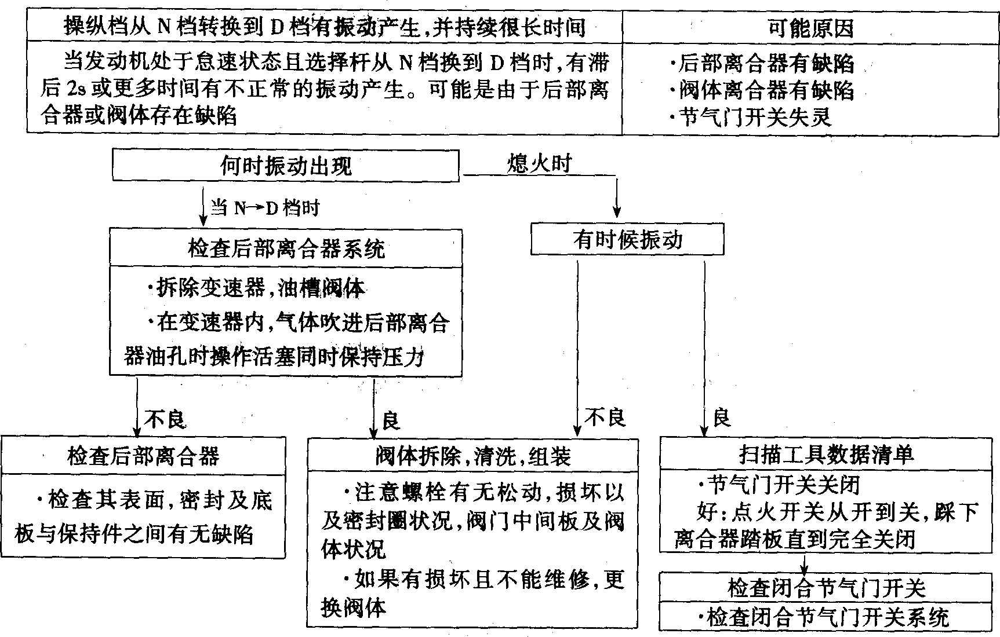 操纵档从 N 档转换到 D 档有振动产生,并持续很长时间
可能原因
当发动机处于怠速状态且选择杆从 N 档换到 D 档时,有滞
后 2s 或更多时间有不正常的振动产生。可能是由于后部离
合器或阀体存在缺陷
·后部离合器有缺陷
·阀体离合器有缺陷
·节气门开关失灵
何时振动出现
熄火时
当 N→D 档时
有时候振动
检查后部离合器系统
·拆除变速器,油槽阀体
·在变速器内,气体吹进后部离合
器油孔时操作活塞同时保持压力
不良
良
不良
良
检查后部离合器
·检查其表面,密封及底
板与保持件之间有无缺陷
阀体拆除,清洗,组装
·注意螺栓有无松动,损坏以
及密封圈状况,阀门中间板及阀
体状况
·如果有损坏且不能维修,更
换阀体
扫描工具数据清单
·节气门开关关闭
好:点火开关从开到关,踩下
离合器踏板直到完全关闭
检查闭合节气门开关
·检查闭合节气门开关系统